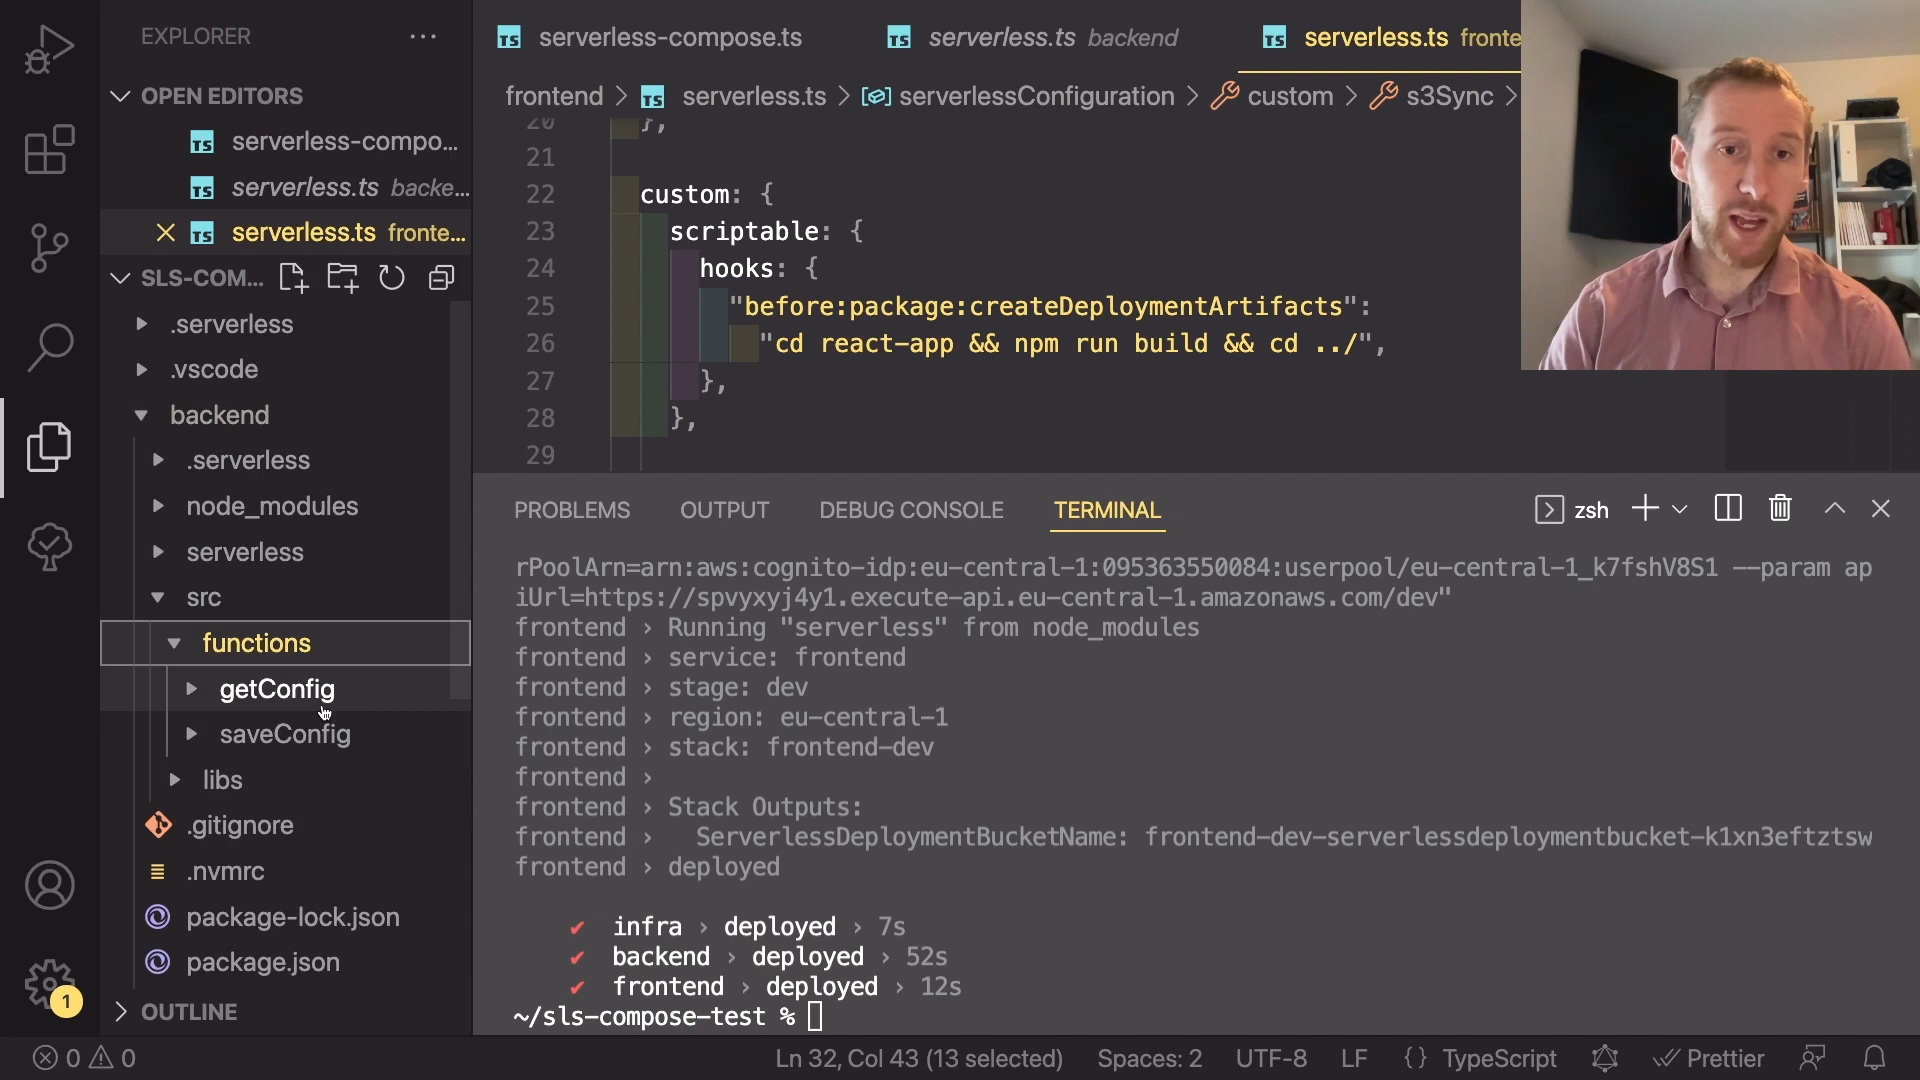 EXPLORER
OPEN EDITORS
serverless-compo...
serverless.ts backe...
serverless.ts fronte...
SLS-COM...
.serverless
.vscode
backend
.serverless
node_modules
serverless
src
functions
getConfig
saveConfig
libs
.gitignore
.nvmrc
package-lock.json
package.json
OUTLINE
serverless-compose.ts
serverless.ts backend
serverless.ts fronte
frontend > serverless.ts > serverlessConfiguration > custom > s3Sync >
20 },
21
22 custom: {
23 scriptable: {
24 hooks: {
25 "before:package:createDeploymentArtifacts":
26 "cd react-app && npm run build && cd ../",
27 },
28 },
29
PROBLEMS OUTPUT DEBUG CONSOLE TERMINAL zsh
rPoolArn=arn:aws:cognito-idp:eu-central-1:095363550084:userpool/eu-central-1_k7fshV8S1 --param ap
iUrl=https://spvyxyj4y1.execute-api.eu-central-1.amazonaws.com/dev"
frontend › Running "serverless" from node_modules
frontend › service: frontend
frontend › stage: dev
frontend › region: eu-central-1
frontend › stack: frontend-dev
frontend ›
frontend › Stack Outputs:
frontend › ServerlessDeploymentBucketName: frontend-dev-serverlessdeploymentbucket-k1xn3eftztsw
frontend › deployed
✔ infra › deployed › 7s
✔ backend › deployed › 52s
✔ frontend › deployed › 12s
~/sls-compose-test %
1
0 0 Ln 32, Col 43 (13 selected) Spaces: 2 UTF-8 LF {} TypeScript Prettier